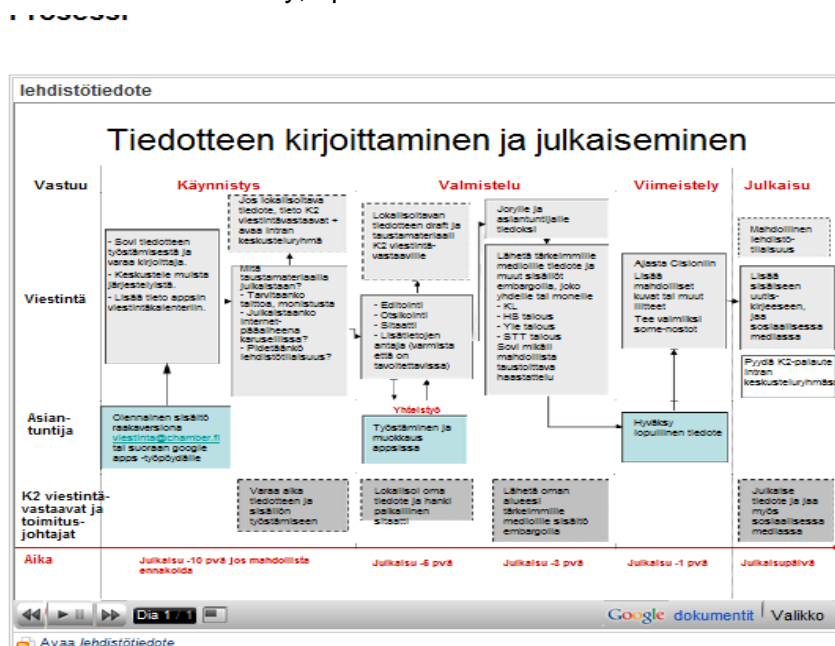 Prosessi
lehdistötiedote
Tiedotteen kirjoittaminen ja julkaiseminen
Vastuu
Käynnistys
Valmistelu
Viimeistely
Julkaisu
Viestintä
- Sovi tiedotteen
työstämisestä ja
varaa kirjoittaja.
- Keskustele muista
järjestelyistä.
- Lisää tieto appsin
viestintäkalenteriin.
Jos lokalisoitava
tiedote, tieto K2
viestintävastaavat +
avaa intran
keskusteluryhmä
Mitä
taustamateriaalia
julkaistaan?
- Tarvitaanko
taittoa, monistusta
- Julkaistaanko
internet-
pääaiheena
karusellissa?
- Pidetäänkö
lehdistötilaisuus?
Lokalisoitavan
tiedotteen draft ja
taustamateriaali
K2 viestintä-
vastaaville
- Editointi
- Otsikointi
- Sitaatti
- Lisätietojen
antaja (varmista
että on
tavoitettavissa)
Jorylle ja
asiantuntijalle
tiedoksi
Lähetä tärkeimmille
medioille tiedote ja
muut sisällöt
embargolla, joko
yhdelle tai monelle
- KL
- HS talous
- Yle talous
- STT talous
Sovi mikäli
mahdollista
taustoittava
haastattelu
Ajasta Cisioniin
Lisää
mahdolliset
kuvat tai muut
liitteet
Tee valmiiksi
some-nostot
Mahdollinen
lehdistö-
tilaisuus
Lisää
sisäiseen
uutis-
kirjeeseen,
jaa
sosiaalisessa
mediassa
Pyydä K2-palaute
intran
keskusteluryhmäs
Asian-
tuntija
Olennainen sisältö
raakaversiona
viestinta@chamber.fi
tai suoraan google
apps -työpöydälle
Yhteistyö
Työstäminen ja
muokkaus
appsissa
Hyväksy
lopullinen tiedote
K2 viestintä-
vastaavat ja
toimitus-
johtajat
Varaa aika
tiedotteen ja
sisällön
työstämiseen
Lokalisoi oma
tiedote ja hanki
paikallinen
sitaatti
Lähetä oman
alueesi
tärkeimmille
medioille sisältö
embargolla
Julkaise
tiedote ja jaa
myös
sosiaalisessa
mediassa
Aika
Julkaisu -10 pvä jos mahdollista
ennakoida
Julkaisu -5 pvä
Julkaisu -3 pvä
Julkaisu -1 pvä
Julkaisupäivä
Dia 1 / 1
Google dokumentit
Valikko
Avaa lehdistötiedote